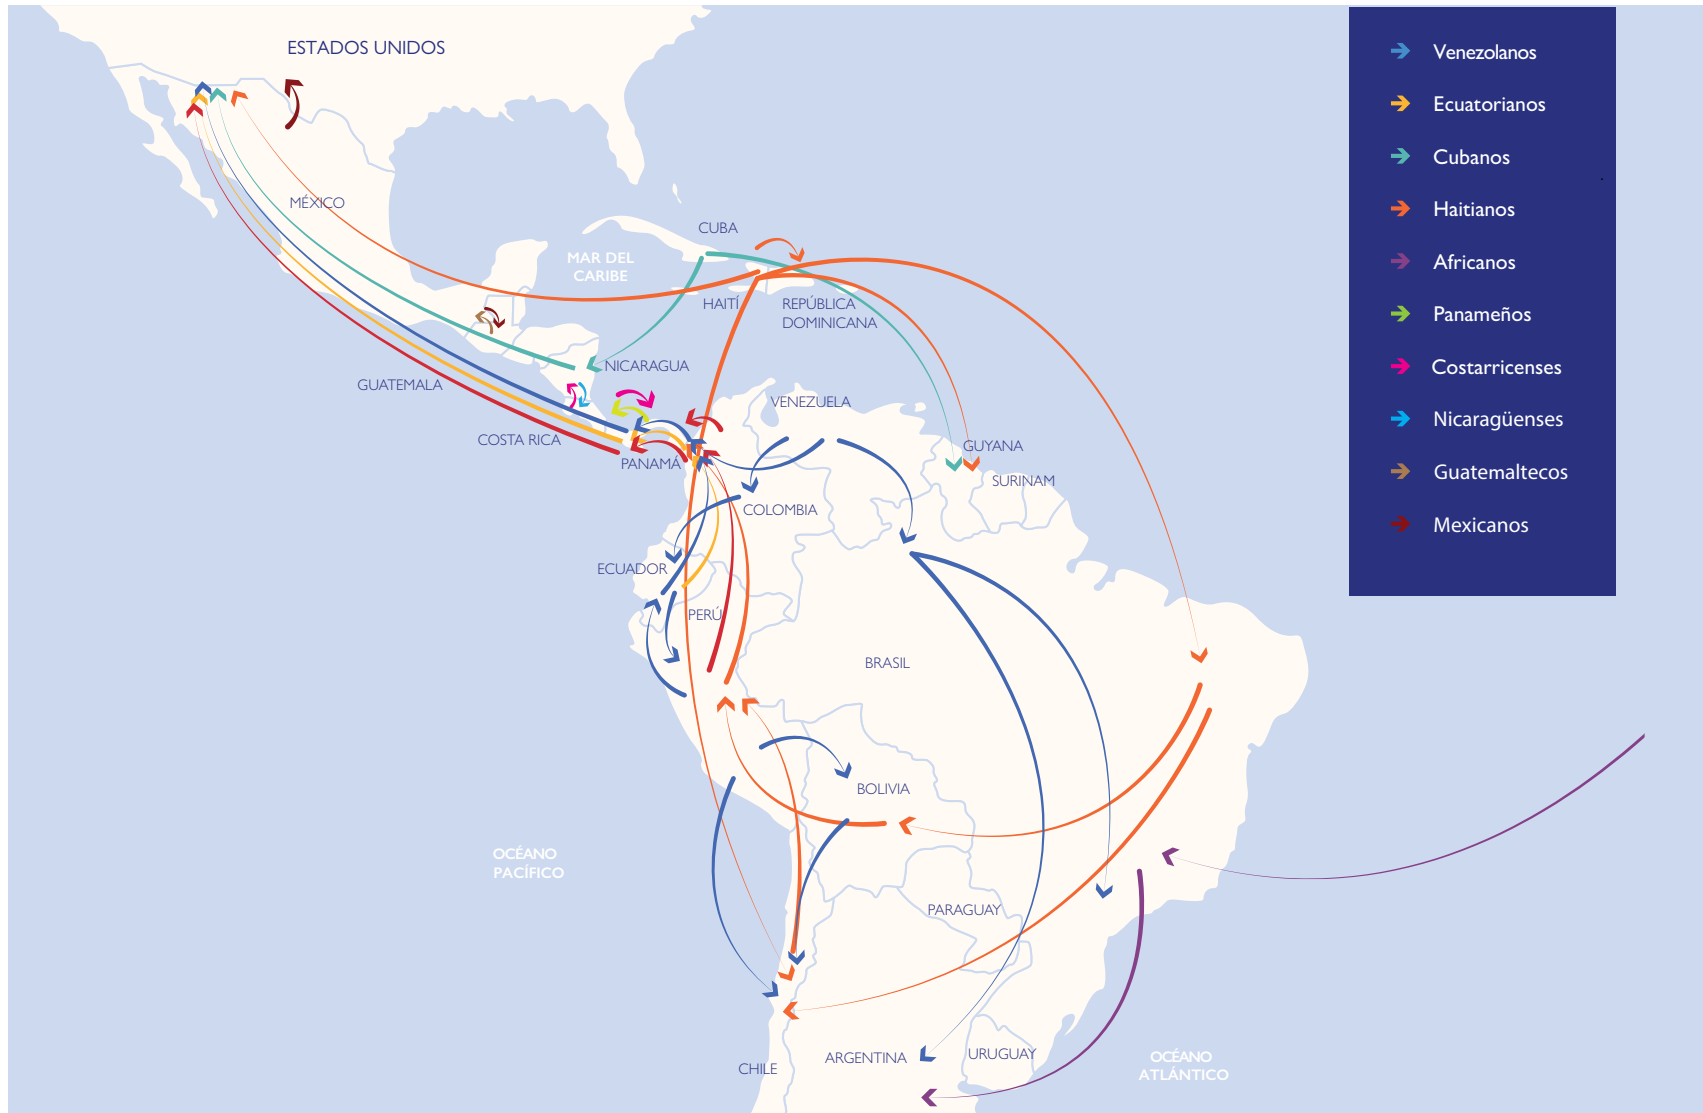 ESTADOS UNIDOS
MÉXICO
CUBA
MAR DEL
CARIBE
HAITÍ
REPÚBLICA
DOMINICANA
NICARAGUA
GUATEMALA
VENEZUELA
COSTA RICA
PANAMÁ
GUYANA
SURINAM
COLOMBIA
ECUADOR
PERÚ
BRASIL
BOLIVIA
OCÉANO
PACÍFICO
PARAGUAY
ARGENTINA
URUGUAY
CHILE
OCÉANO
ATLÁNTICO
Venezolanos
Ecuatorianos
Cubanos
Haitianos
Africanos
Panameños
Costarricenses
Nicaragüenses
Guatemaltecos
Mexicanos